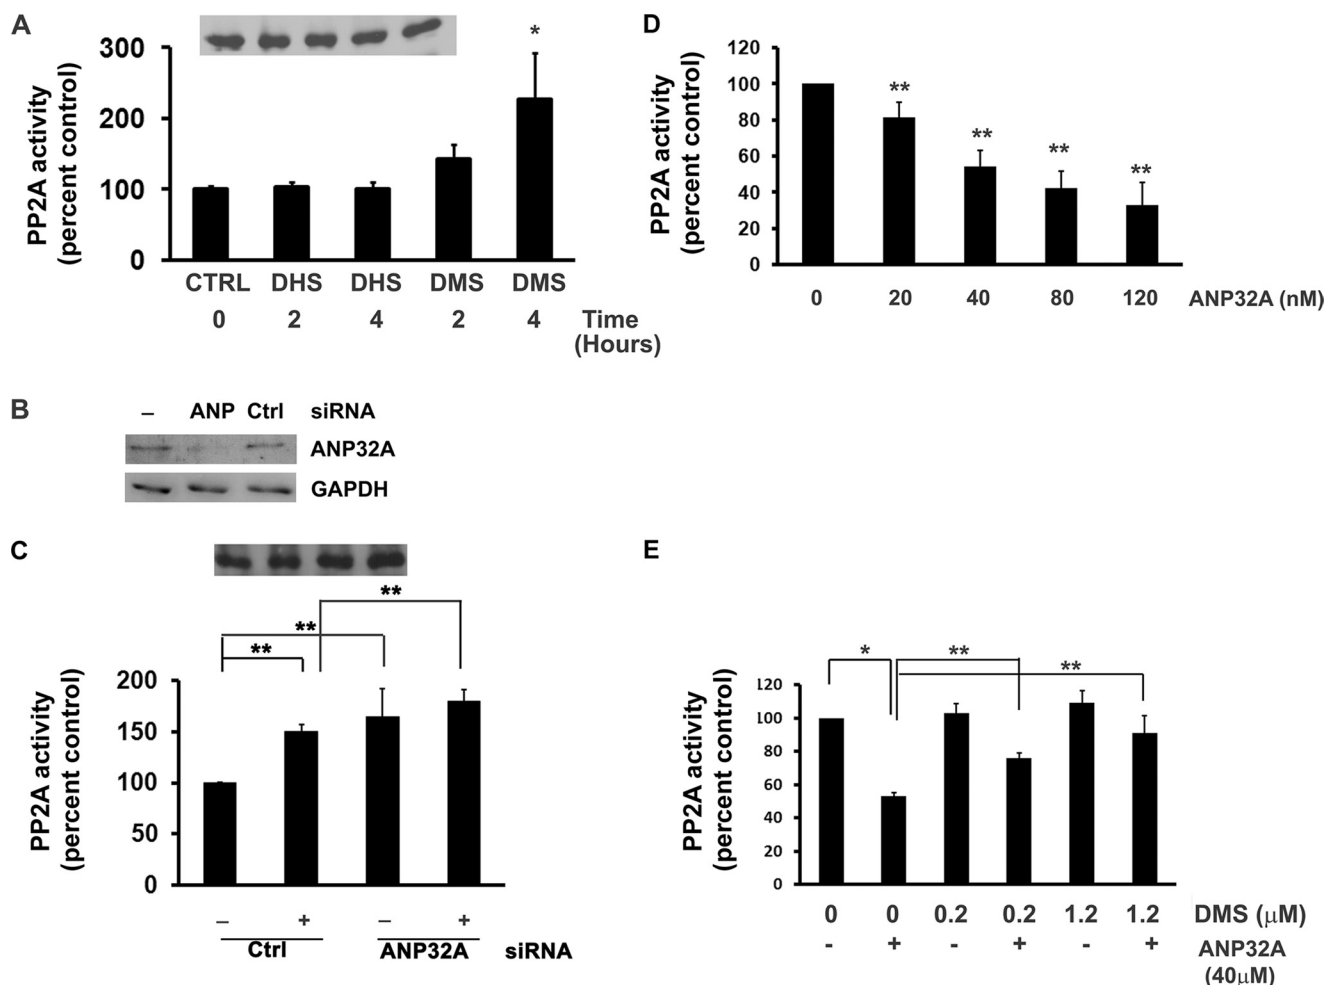 A
300
200
100
0
PP2A activity
(percent control)
*
CTRL DHS DHS DMS DMS
0 2 4 2 4 Time
(Hours)
B
– ANP Ctrl siRNA
ANP32A
GAPDH
C
**
**
**
200
150
100
50
0
PP2A activity
(percent control)
– + – +
Ctrl ANP32A siRNA
D
120
100
80
60
40
20
0
PP2A activity
(percent control)
** ** ** **
0 20 40 80 120 ANP32A (nM)
E
* **
**
120
100
80
60
40
20
0
PP2A activity
(percent control)
0 0 0.2 0.2 1.2 1.2 DMS (μM)
- + - + - + ANP32A
(40μM)